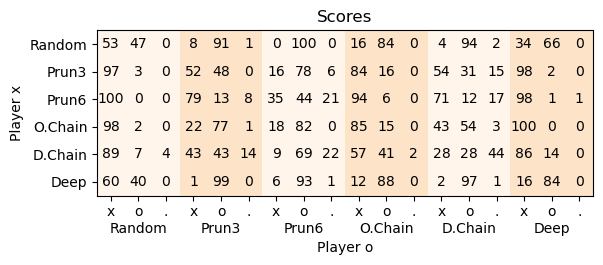 Scores
Random 53 47 0 8 91 1 0 100 0 16 84 0 4 94 2 34 66 0
Prun3 97 3 0 52 48 0 16 78 6 84 16 0 54 31 15 98 2 0
Prun6 100 0 0 79 13 8 35 44 21 94 6 0 71 12 17 98 1 1
O.Chain 98 2 0 22 77 1 18 82 0 85 15 0 43 54 3 100 0 0
D.Chain 89 7 4 43 43 14 9 69 22 57 41 2 28 28 44 86 14 0
Deep 60 40 0 1 99 0 6 93 1 12 88 0 2 97 1 16 84 0
Player x
x o . x o . x o . x o . x o . x o .
Random Prun3 Prun6 O.Chain D.Chain Deep
Player o